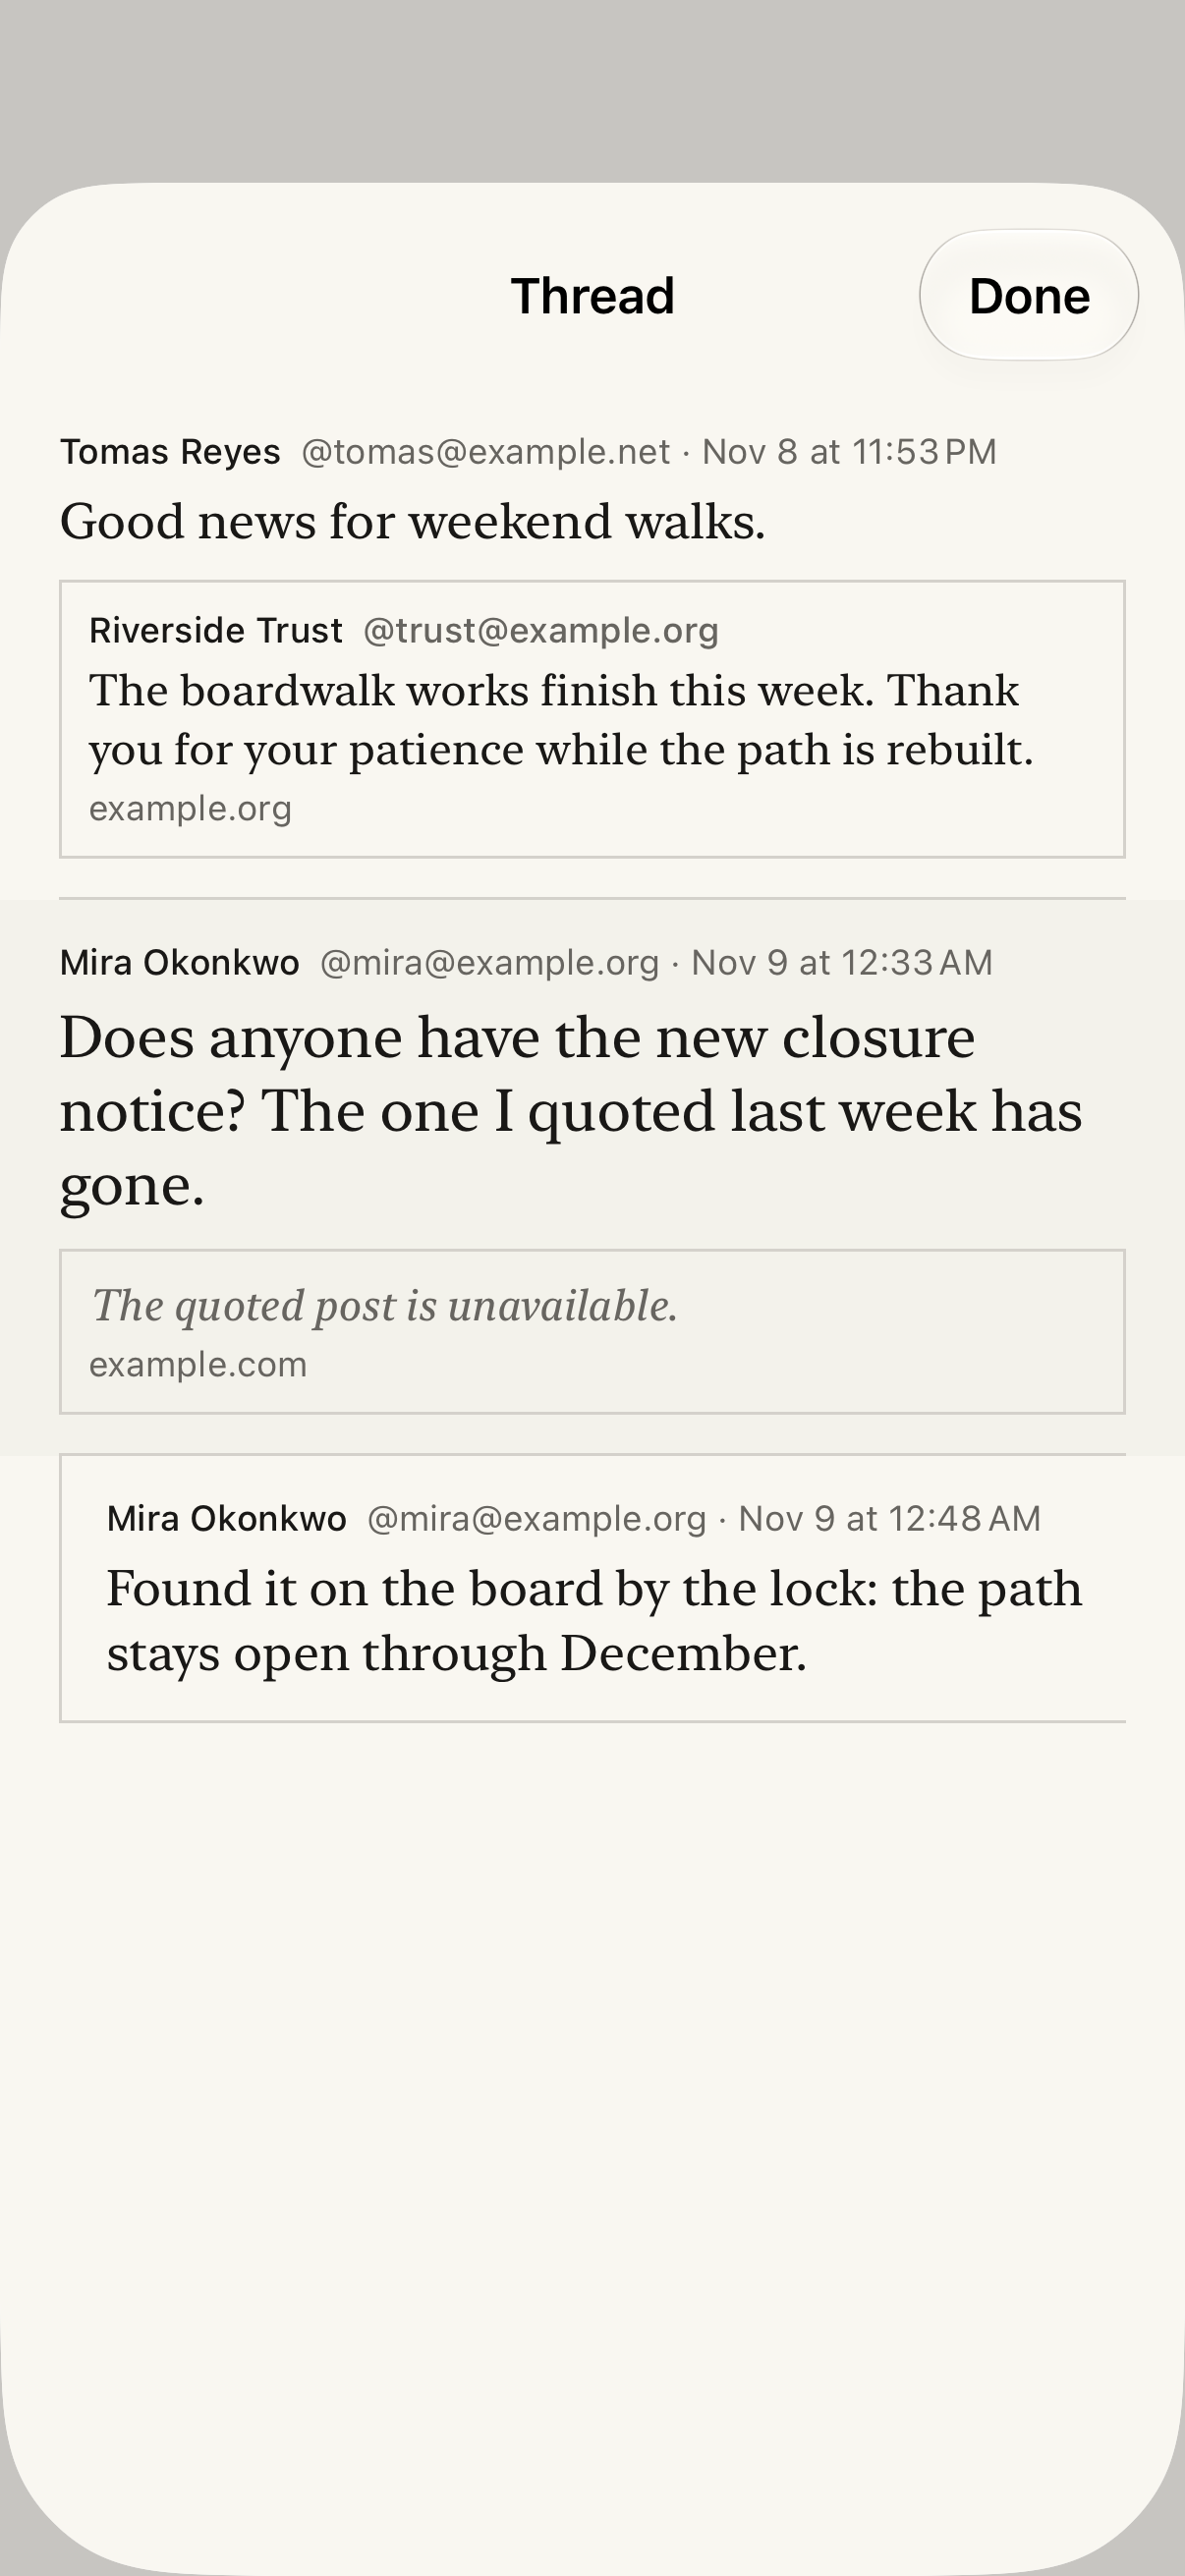 Thread
Done
Tomas Reyes @tomas@example.net · Nov 8 at 11:53 PM
Good news for weekend walks.
Riverside Trust @trust@example.org
The boardwalk works finish this week. Thank
you for your patience while the path is rebuilt.
example.org
Mira Okonkwo @mira@example.org · Nov 9 at 12:33 AM
Does anyone have the new closure
notice? The one I quoted last week has
gone.
The quoted post is unavailable.
example.com
Mira Okonkwo @mira@example.org · Nov 9 at 12:48 AM
Found it on the board by the lock: the path
stays open through December.